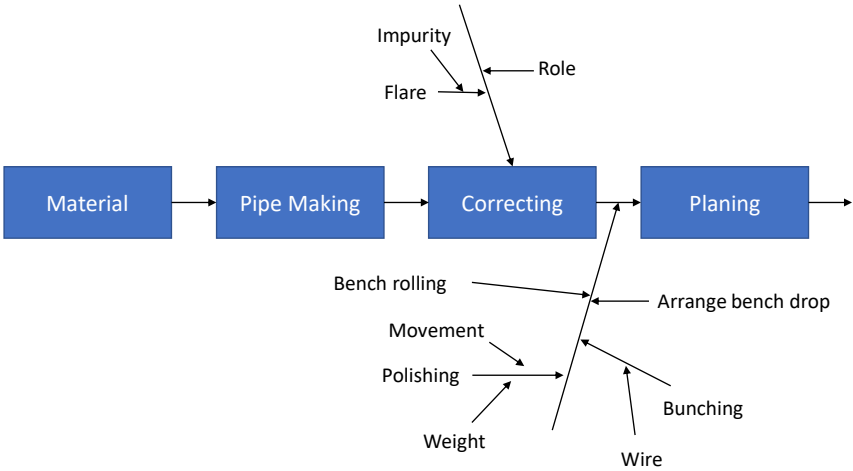 Impurity
Role
Flare
Material
Pipe Making
Correcting
Planing
Bench rolling
Arrange bench drop
Movement
Polishing
Bunching
Weight
Wire